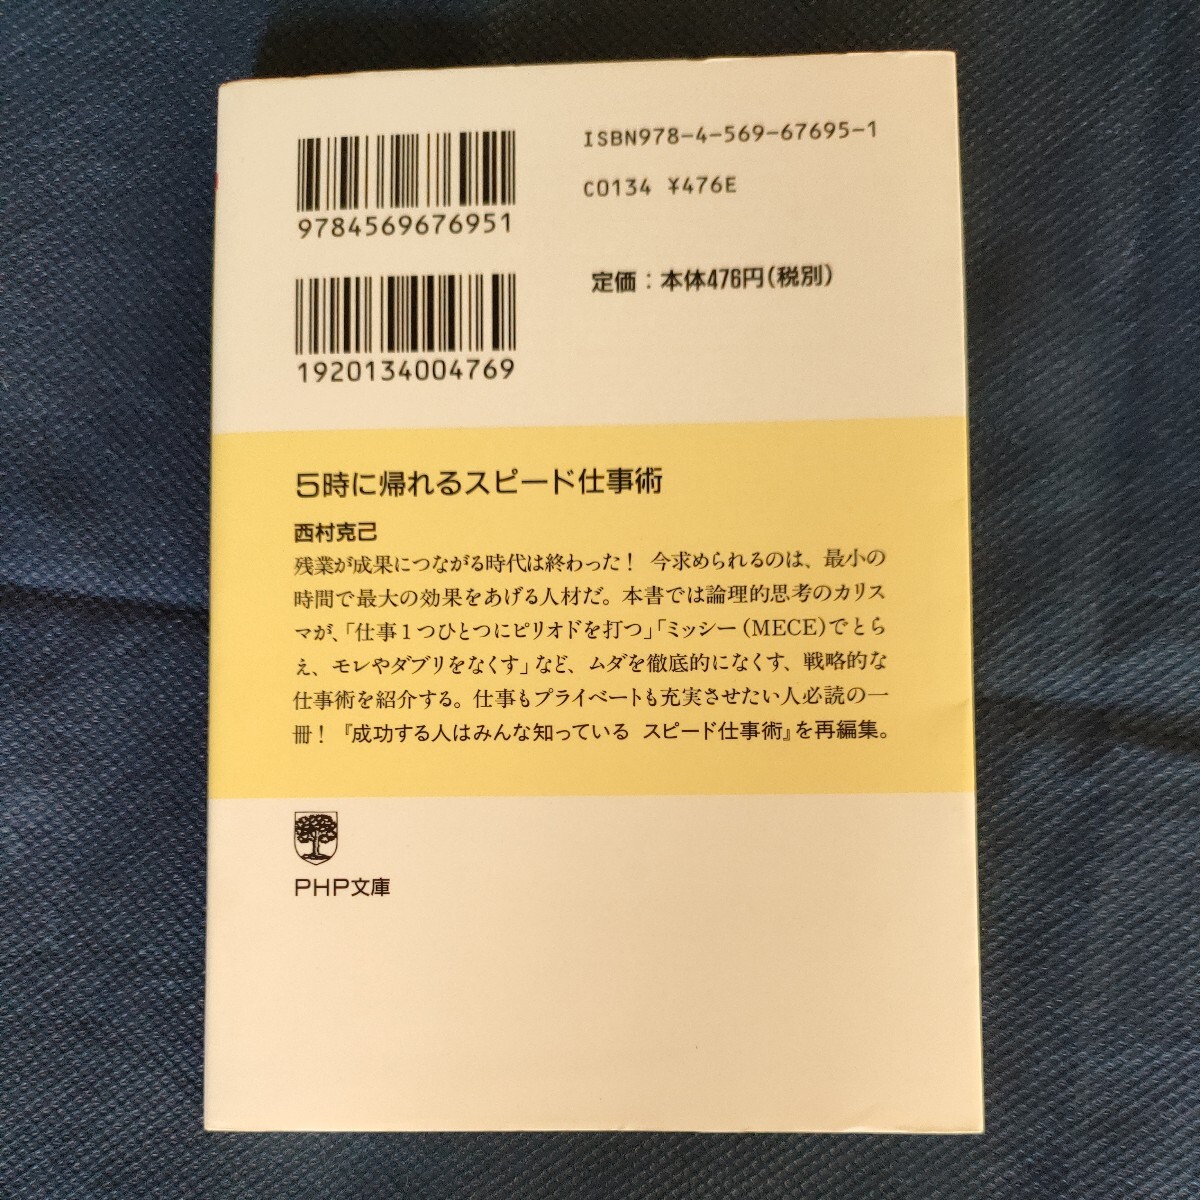 ISBN978-4-569-67695-1
C0134 ¥476E
9784569676951
定価：本体476円（税別）
1920134004769
5時に帰れるスピード仕事術
西村克己
残業が成果につながる時代は終わった！ 今求められるのは、最小の
時間で最大の効果をあげる人材だ。本書では論理的思考のカリス
マが、「仕事１つひとつにピリオドを打つ」「ミッシー（MECE）でとら
え、モレやダブリをなくす」など、ムダを徹底的になくす、戦略的な
仕事術を紹介する。仕事もプライベートも充実させたい人必読の一
冊！ 『成功する人はみんな知っている スピード仕事術』を再編集。
PHP文庫